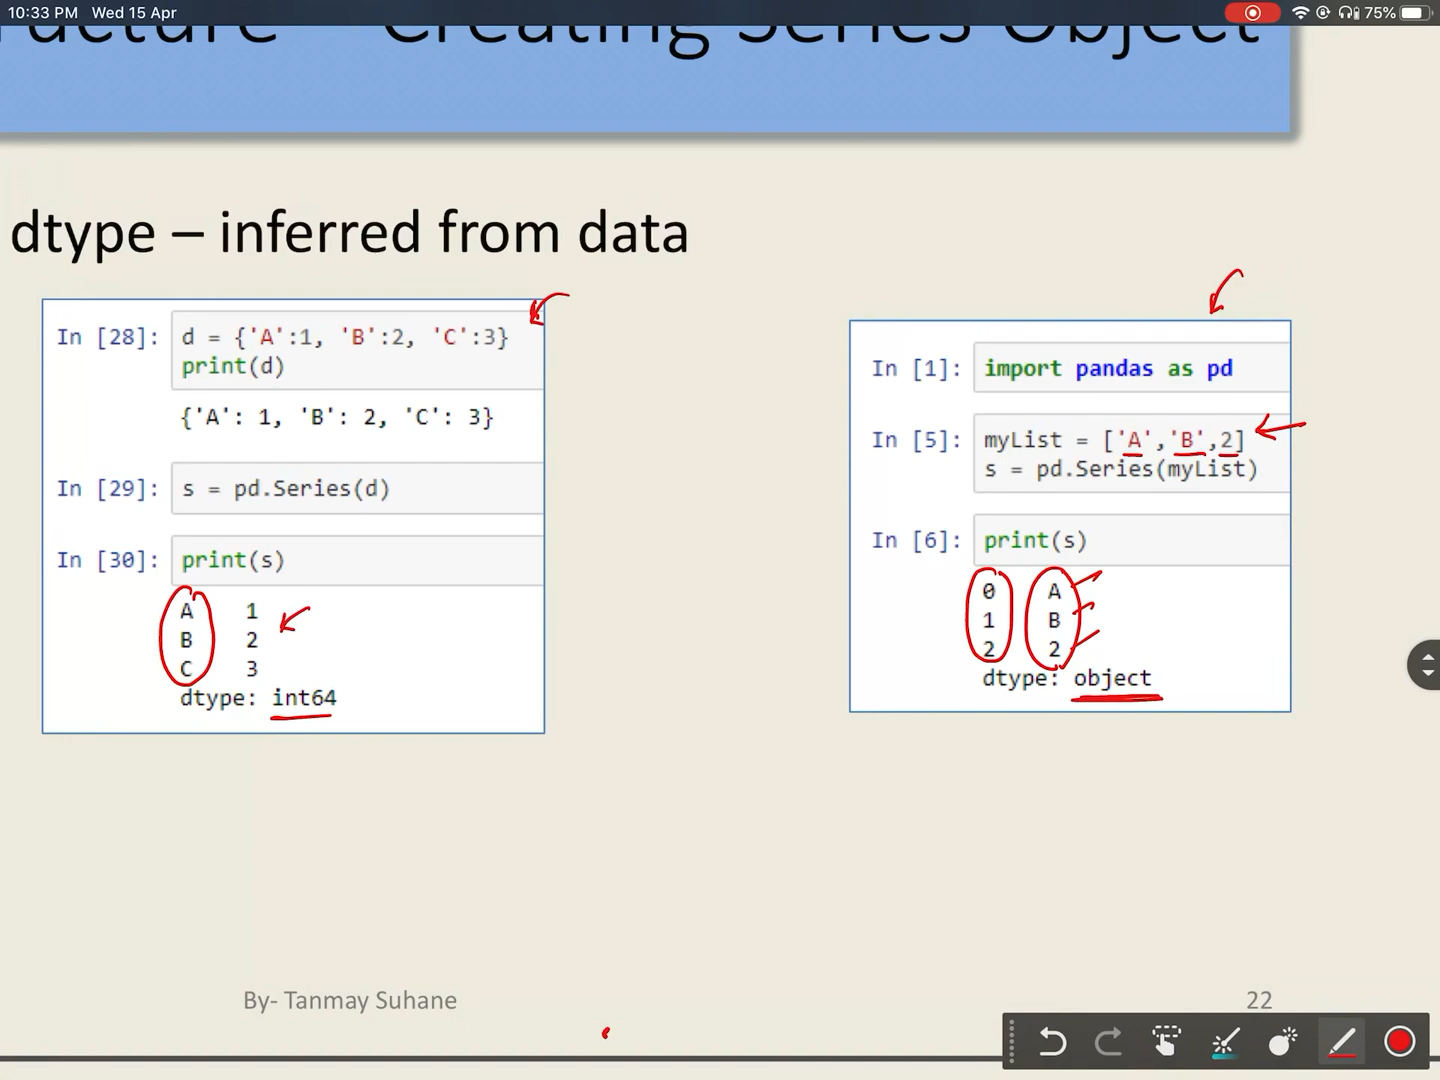 10:33 PM Wed 15 Apr
75%
Creating Series Object
dtype – inferred from data
In [28]: d = {'A':1, 'B':2, 'C':3}
print(d)
{'A': 1, 'B': 2, 'C': 3}
In [29]: s = pd.Series(d)
In [30]: print(s)
A 1
B 2
C 3
dtype: int64
In [1]: import pandas as pd
In [5]: myList = ['A','B',2]
s = pd.Series(myList)
In [6]: print(s)
0 A
1 B
2 2
dtype: object
By- Tanmay Suhane
22